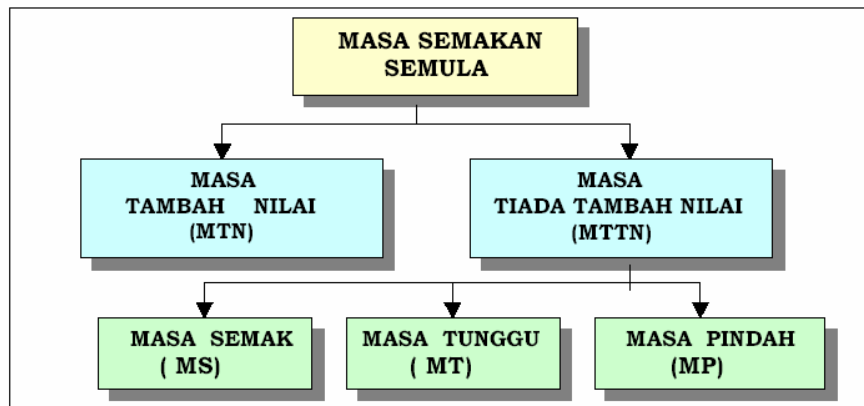 MASA SEMAKAN
SEMULA
MASA
TAMBAH NILAI
(MTN)
MASA
TIADA TAMBAH NILAI
(MTTN)
MASA SEMAK
( MS)
MASA TUNGGU
( MT)
MASA PINDAH
(MP)